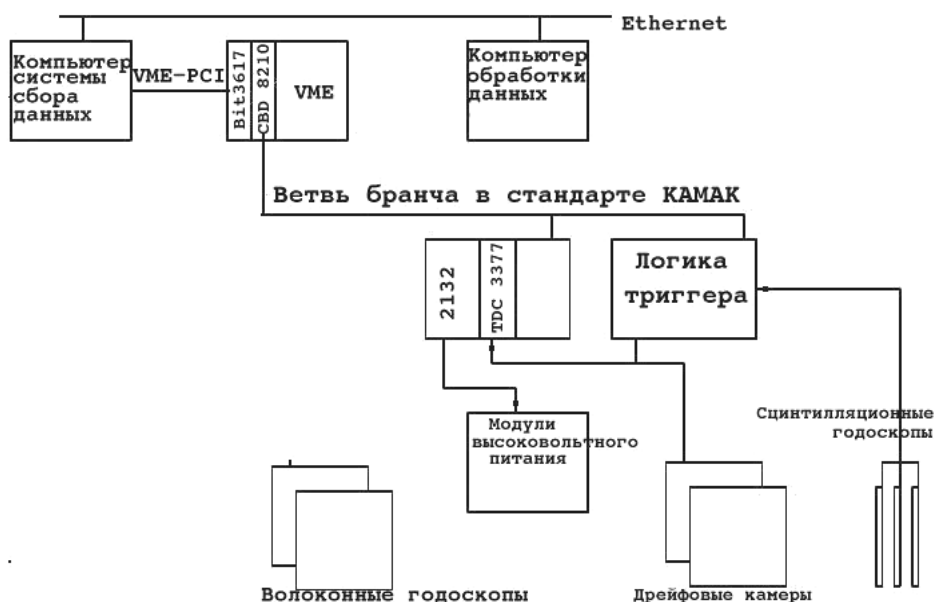 Ethernet
Компьютер
системы
сбора
данных
VME-PCI
Bit3617
CBD 8210
VME
Компьютер
обработки
данных
Ветвь бранча в стандарте КАМАК
2132
TDC 3377
Логика
триггера
Модули
высоковольтного
питания
Сцинтилляционные
годоскопы
Волоконные годоскопы
Дрейфовые камеры